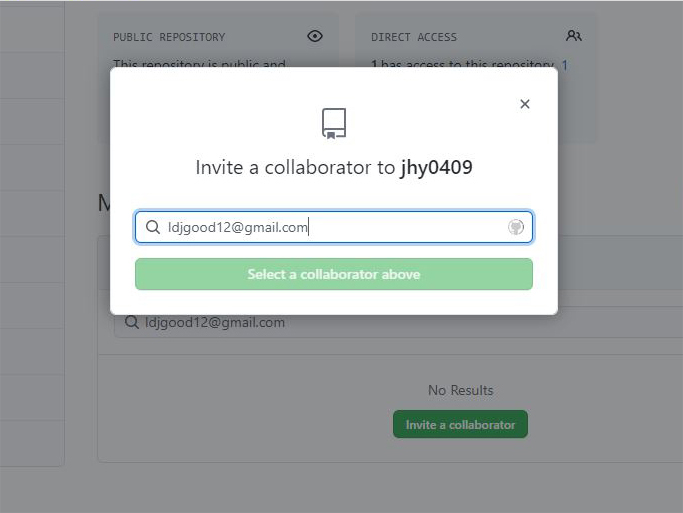 PUBLIC REPOSITORY
This repository is public and
DIRECT ACCESS
1 has access to this repository. 1
Invite a collaborator to jhy0409
ldjgood12@gmail.com
Select a collaborator above
M
ldjgood12@gmail.com
No Results
Invite a collaborator